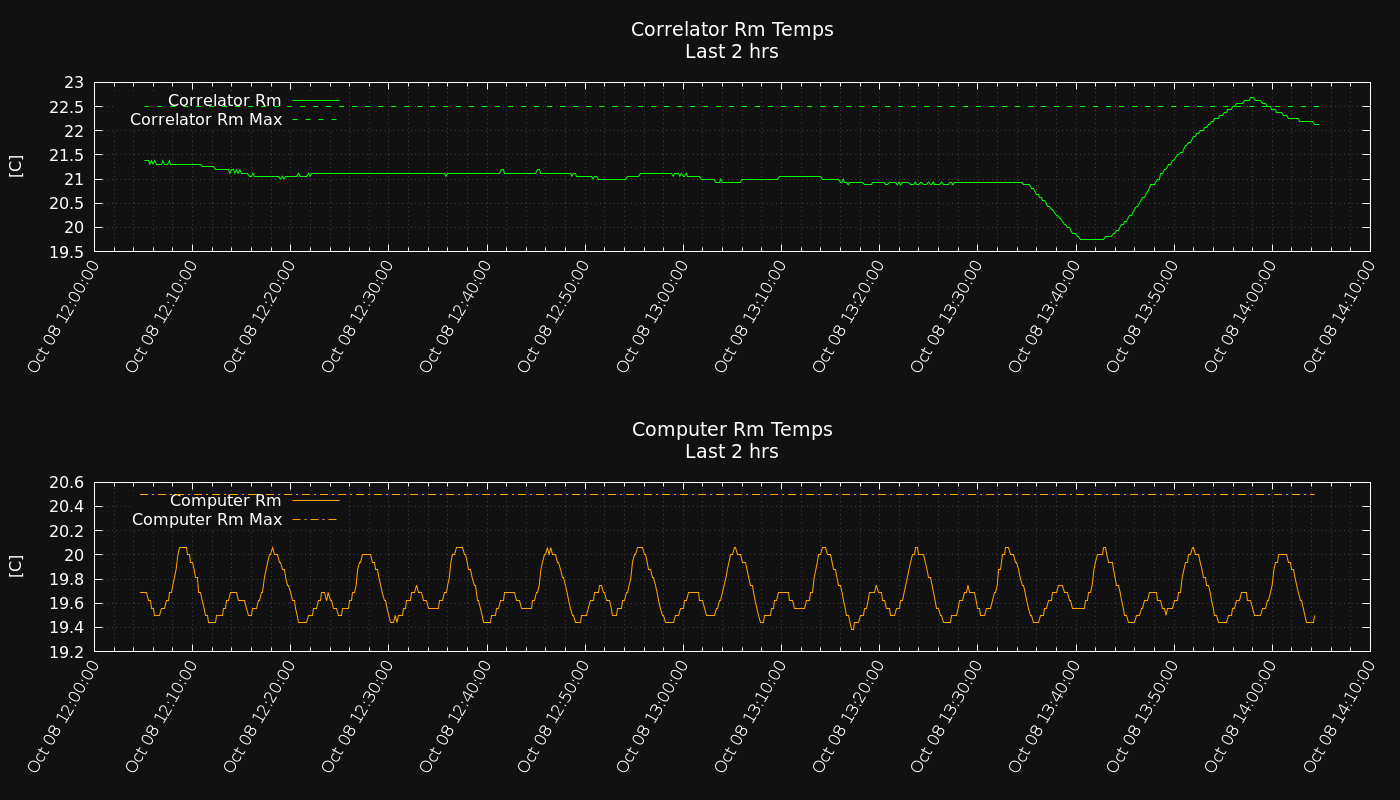 Correlator Rm Temps
Last 2 hrs
23
22.5
22
21.5
21
20.5
20
19.5
[C]
Correlator Rm
Correlator Rm Max
Oct 08 12:00:00
Oct 08 12:10:00
Oct 08 12:20:00
Oct 08 12:30:00
Oct 08 12:40:00
Oct 08 12:50:00
Oct 08 13:00:00
Oct 08 13:10:00
Oct 08 13:20:00
Oct 08 13:30:00
Oct 08 13:40:00
Oct 08 13:50:00
Oct 08 14:00:00
Oct 08 14:10:00
Computer Rm Temps
Last 2 hrs
20.6
20.4
20.2
20
19.8
19.6
19.4
19.2
[C]
Computer Rm
Computer Rm Max
Oct 08 12:00:00
Oct 08 12:10:00
Oct 08 12:20:00
Oct 08 12:30:00
Oct 08 12:40:00
Oct 08 12:50:00
Oct 08 13:00:00
Oct 08 13:10:00
Oct 08 13:20:00
Oct 08 13:30:00
Oct 08 13:40:00
Oct 08 13:50:00
Oct 08 14:00:00
Oct 08 14:10:00